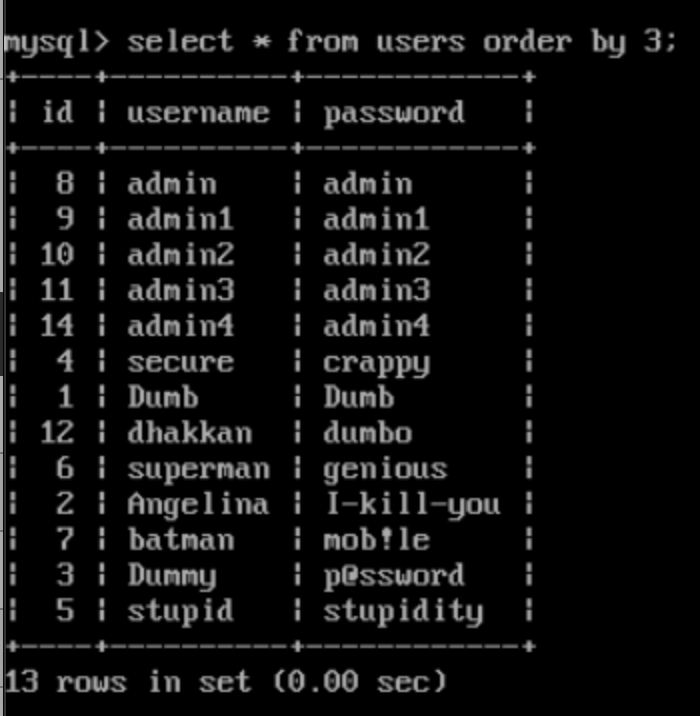 mysql> select * from users order by 3;
+----+----------+------------+
| id | username | password   |
+----+----------+------------+
|  8 | admin    | admin      |
|  9 | admin1   | admin1     |
| 10 | admin2   | admin2     |
| 11 | admin3   | admin3     |
| 14 | admin4   | admin4     |
|  4 | secure   | crappy     |
|  1 | Dumb     | Dumb       |
| 12 | dhakkan  | dumbo      |
|  6 | superman | genious    |
|  2 | Angelina | I-kill-you |
|  7 | batman   | mob!le     |
|  3 | Dummy    | p@ssword   |
|  5 | stupid   | stupidity  |
+----+----------+------------+
13 rows in set (0.00 sec)